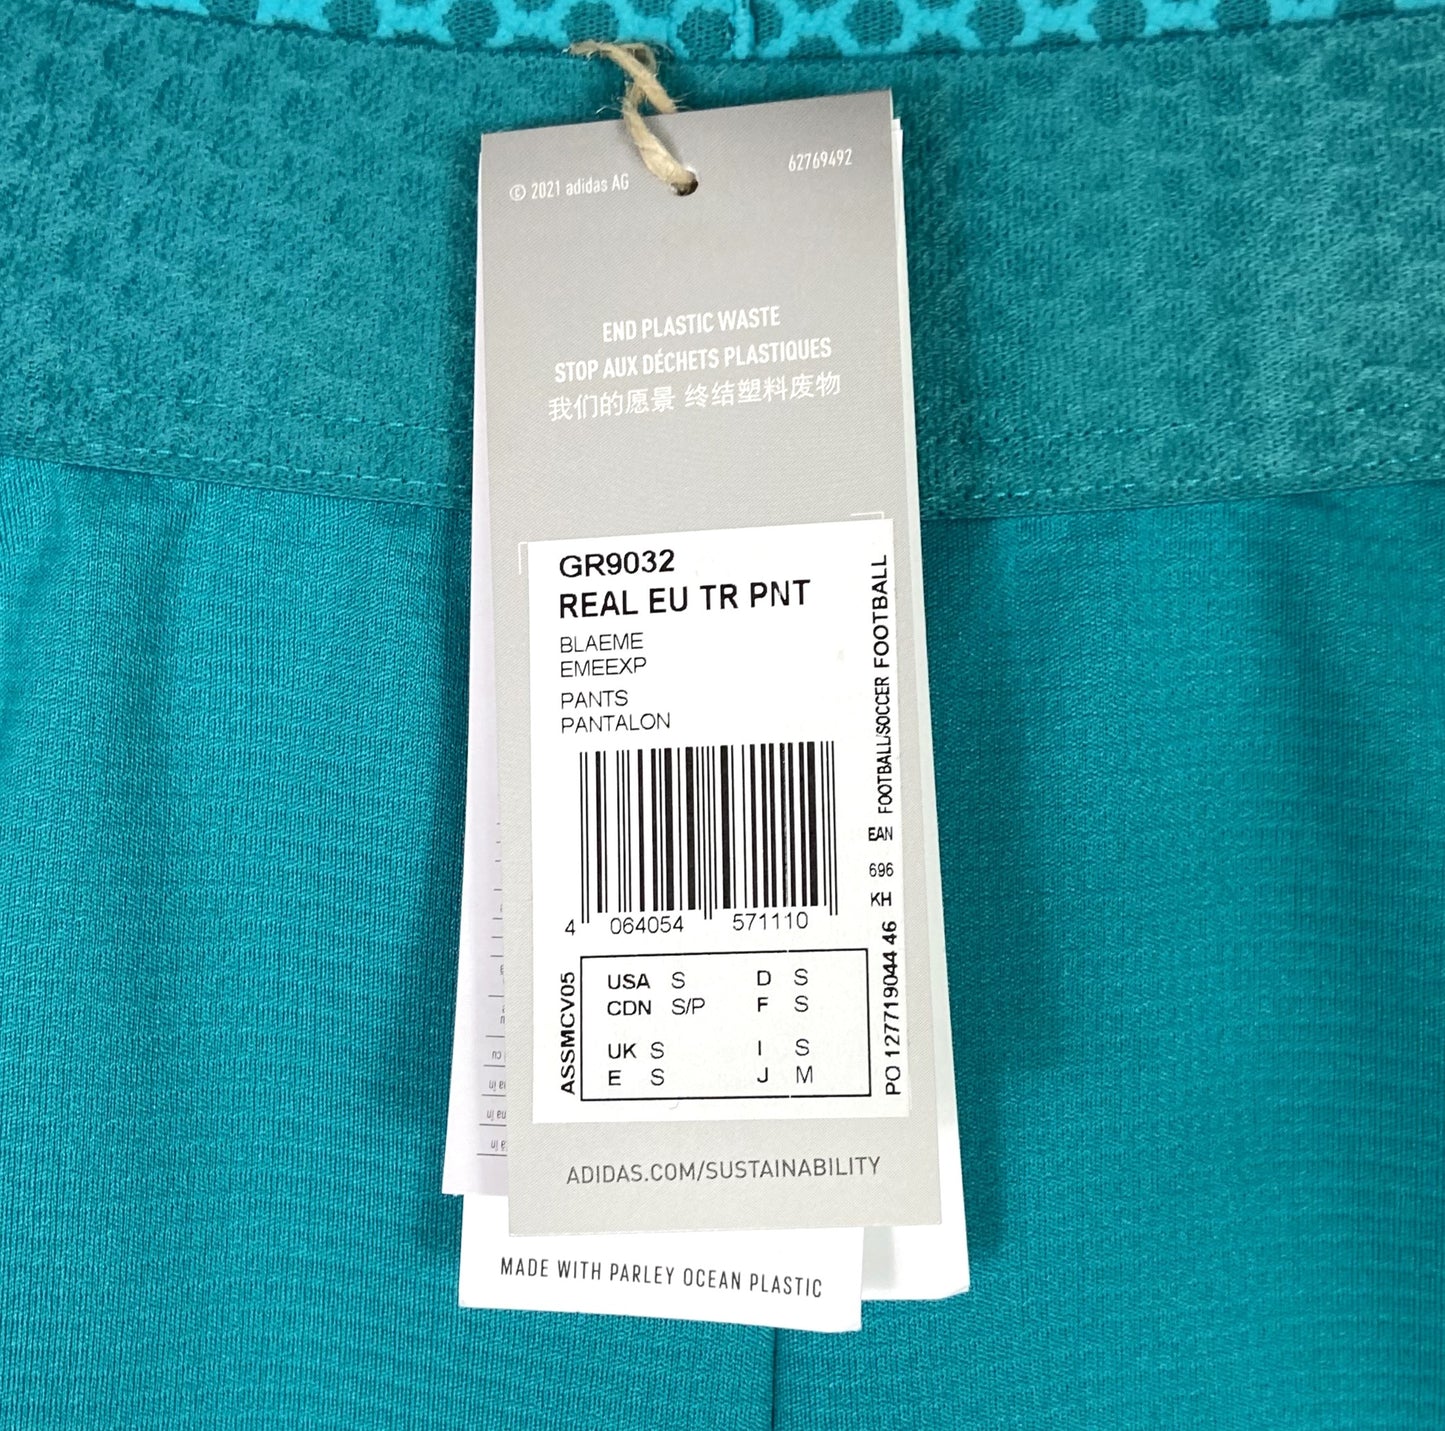 © 2021 adidas AG
62769492
END PLASTIC WASTE
STOP AUX DÉCHETS PLASTIQUES
我们的愿景 终结塑料废物
GR9032
REAL EU TR PNT
BLAEME
EMEEXP
PANTS
PANTALON
FOOTBALL/SOCCER FOOTBALL
EAN
696
KH
4 064054 571110
PO 127719044 46
ASSMCV05
USA S D S
CDN S/P F S
UK S I S
E S J M
ADIDAS.COM/SUSTAINABILITY
MADE WITH PARLEY OCEAN PLASTIC